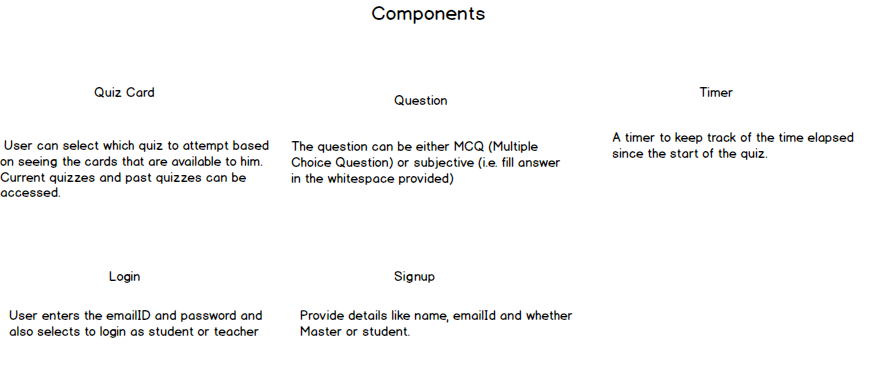 Components
Quiz Card
User can select which quiz to attempt based
on seeing the cards that are available to him.
Current quizzes and past quizzes can be
accessed.
Question
The question can be either MCQ (Multiple
Choice Question) or subjective (i.e. fill answer
in the whitespace provided)
Timer
A timer to keep track of the time elapsed
since the start of the quiz.
Login
User enters the emailID and password and
also selects to login as student or teacher
Signup
Provide details like name, emailId and whether
Master or student.